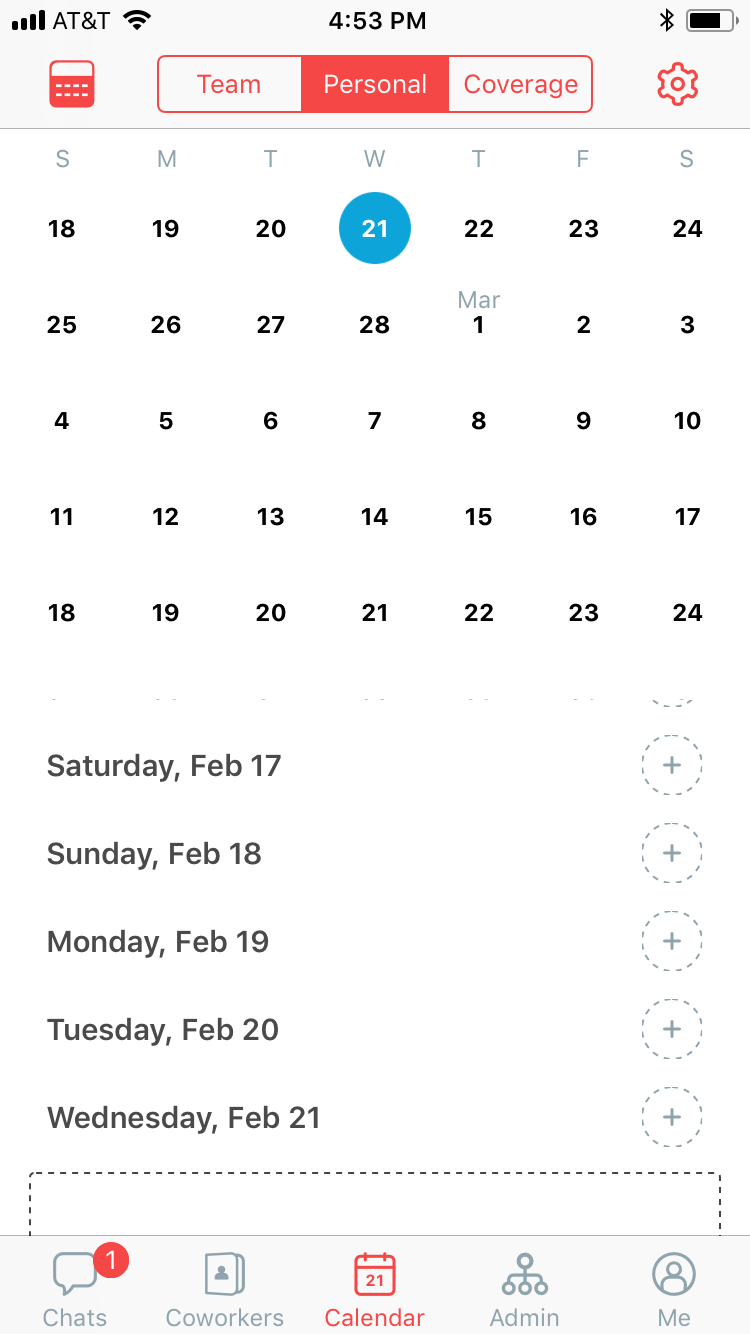 AT&T 4:53 PM
Team Personal Coverage
S M T W T F S
18 19 20 21 22 23 24
Mar
25 26 27 28 1 2 3
4 5 6 7 8 9 10
11 12 13 14 15 16 17
18 19 20 21 22 23 24
Saturday, Feb 17
+
Sunday, Feb 18
+
Monday, Feb 19
+
Tuesday, Feb 20
+
Wednesday, Feb 21
+
1
21
Chats Coworkers Calendar Admin Me